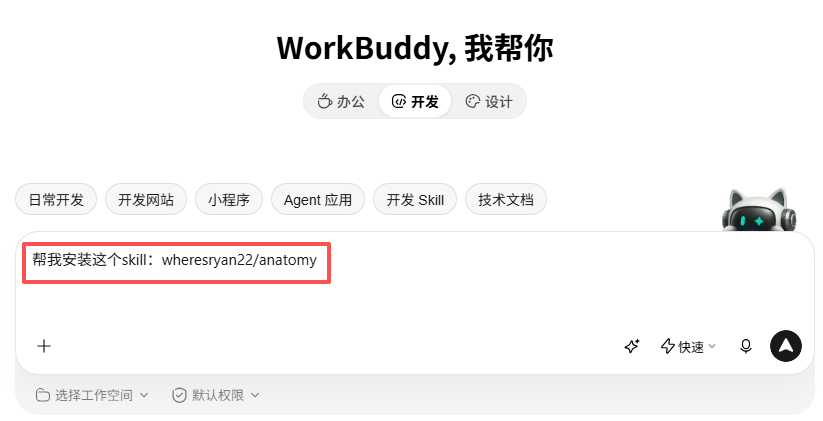 WorkBuddy, 我帮你
办公 开发 设计
日常开发 开发网站 小程序 Agent 应用 开发 Skill 技术文档
帮我安装这个skill：wheresryan22/anatomy
快速
选择工作空间 默认权限